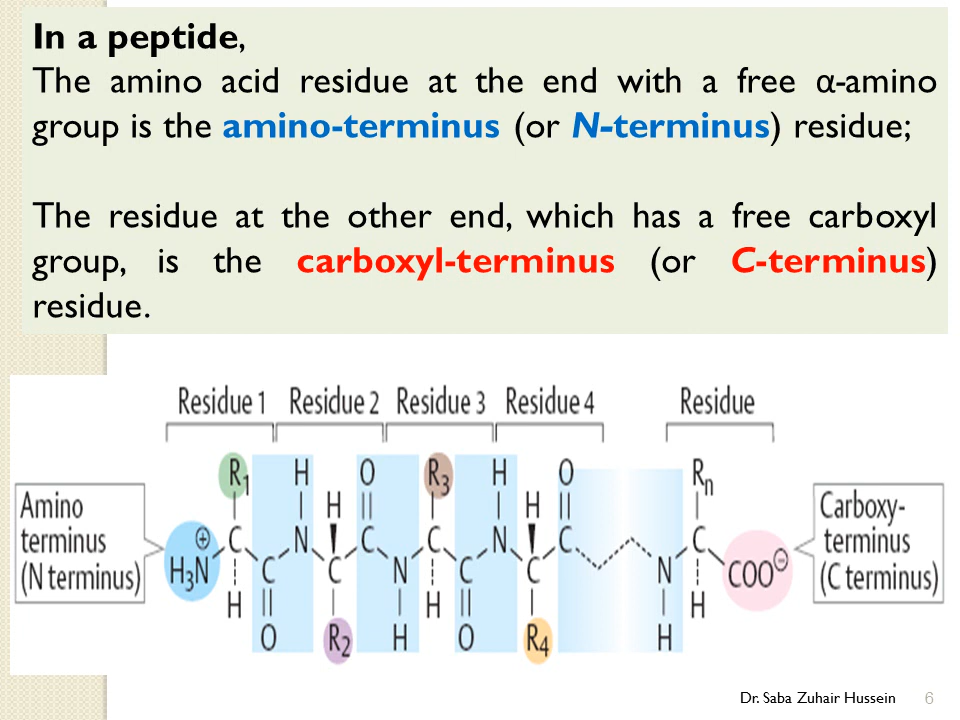 In a peptide,
The amino acid residue at the end with a free α-amino
group is the amino-terminus (or N-terminus) residue;
The residue at the other end, which has a free carboxyl
group, is the carboxyl-terminus (or C-terminus)
residue.
Residue 1 Residue 2 Residue 3 Residue 4 Residue
R1 H O R3 H O Rn
H H
Amino
terminus
(N terminus)
H3N⊕ C C N C C N C C N C C N C COO⊖
Carboxy-
terminus
(C terminus)
H O R2 H H O R4 H H
Dr. Saba Zuhair Hussein 6